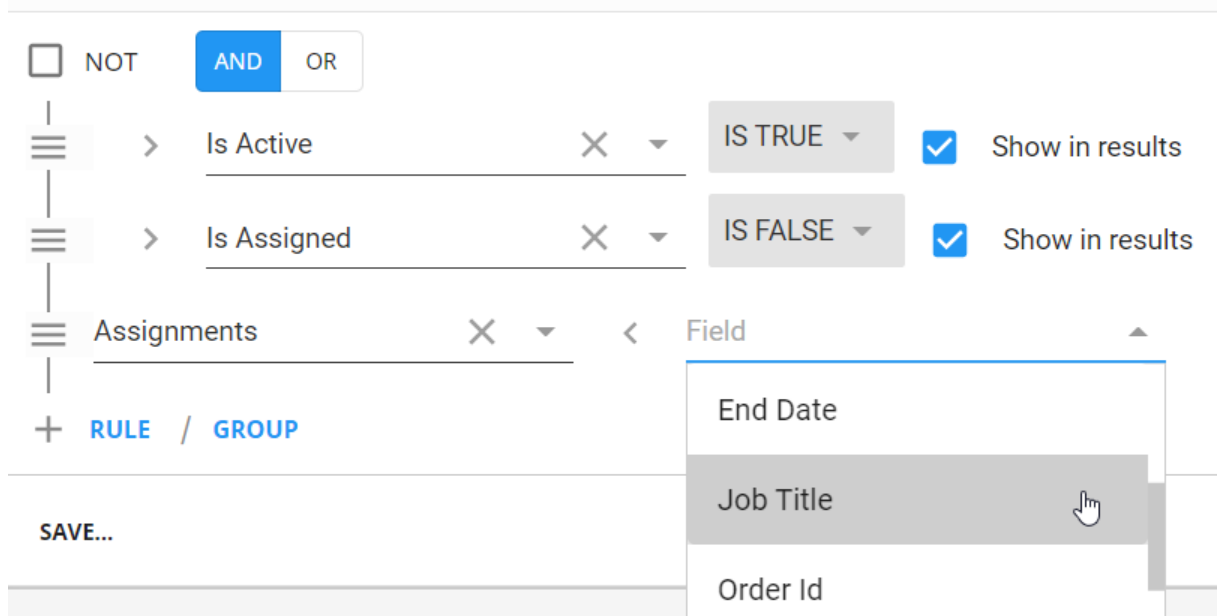 NOT AND OR
Is Active IS TRUE Show in results
Is Assigned IS FALSE Show in results
Assignments Field
End Date
RULE / GROUP
Job Title
SAVE...
Order Id